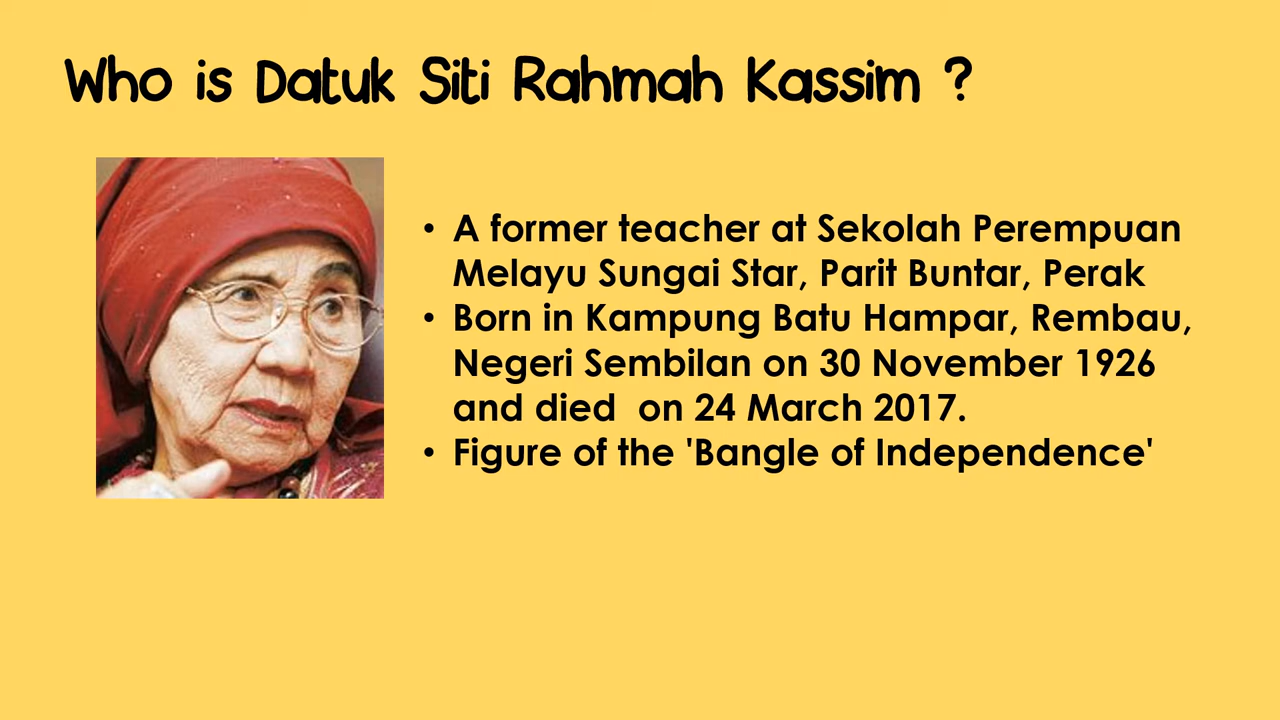 Who is Datuk Siti Rahmah Kassim ?
• A former teacher at Sekolah Perempuan
Melayu Sungai Star, Parit Buntar, Perak
• Born in Kampung Batu Hampar, Rembau,
Negeri Sembilan on 30 November 1926
and died  on 24 March 2017.
• Figure of the 'Bangle of Independence'